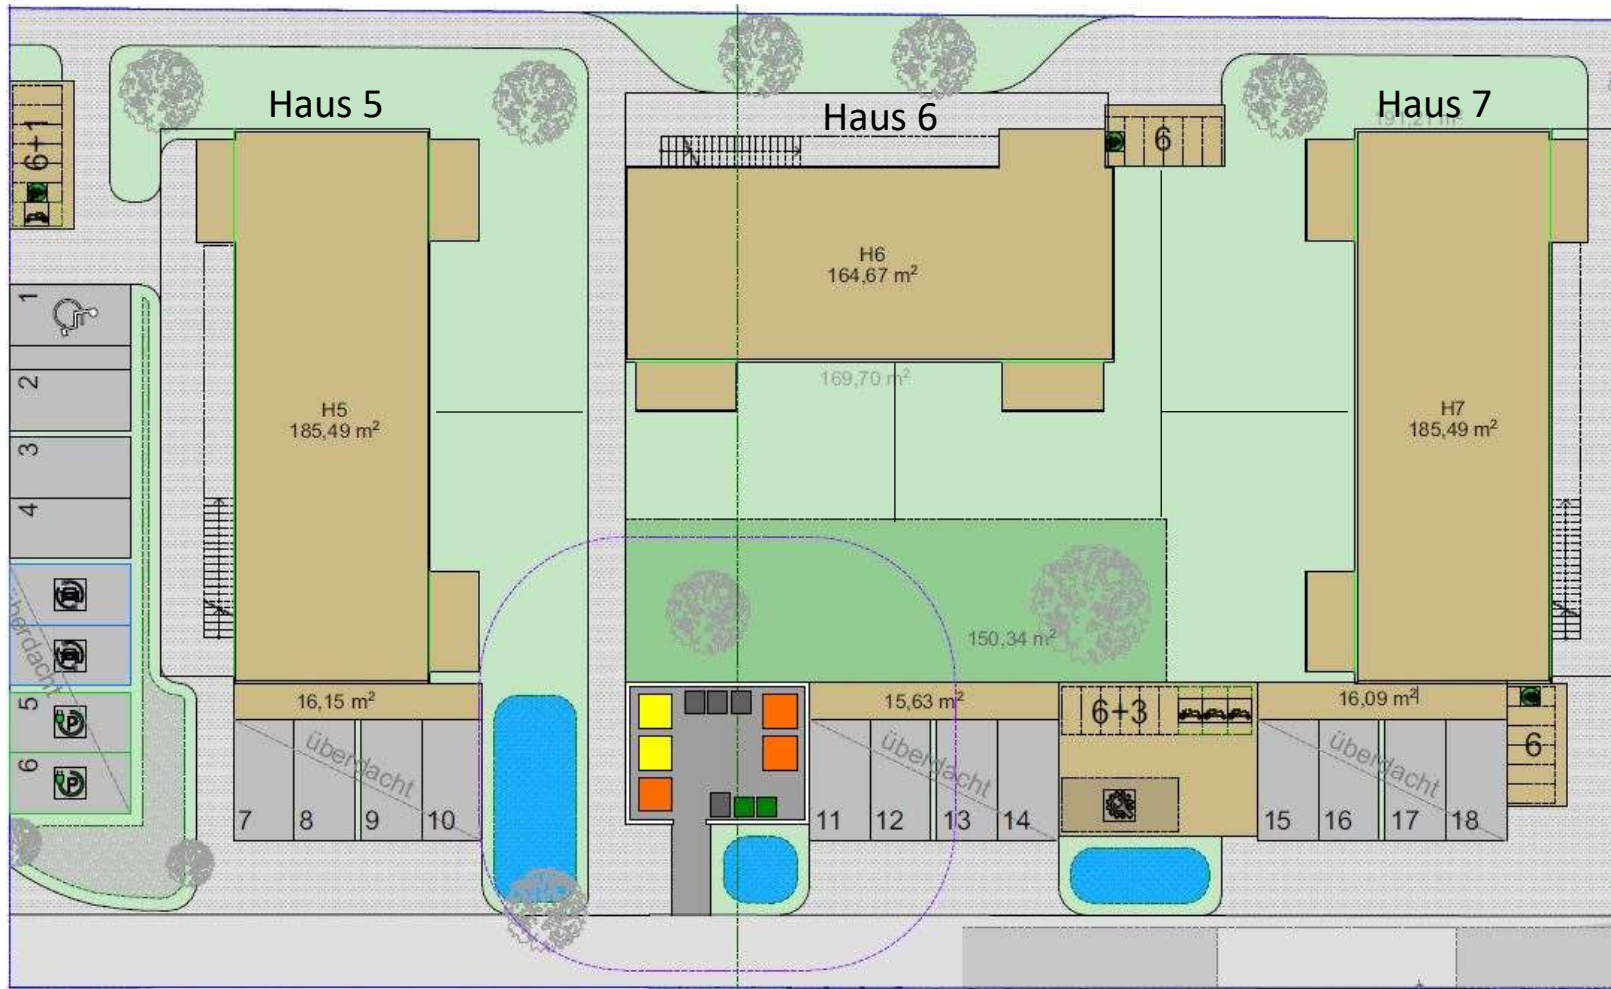 Haus 5
Haus 6
Haus 7
6+1
6
H6
164,67 m²
1
2
3
4
169,70 m²
H5
185,49 m²
H7
185,49 m²
150,34 m²
überdacht
5
6
16,15 m²
15,63 m²
6+3
16,09 m²
6
überdacht
überdacht
überdacht
7
8
9
10
11
12
13
14
15
16
17
18
P
P